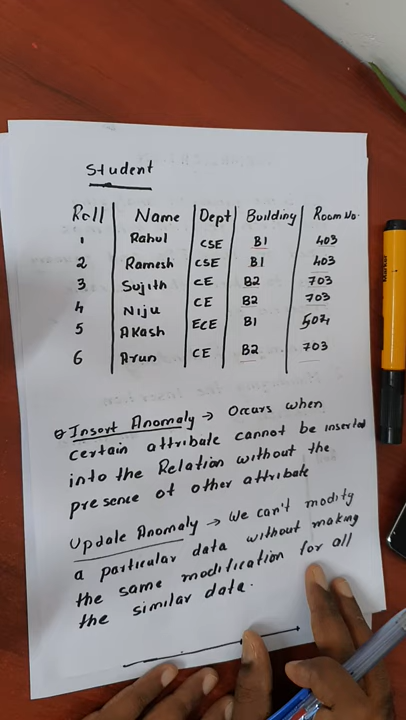 Student
Roll Name Dept Building Room No.
1 Rahul CSE B1 403
2 Ramesh CSE B1 403
3 Sujith CE B2 703
4 Niju CE B2 703
5 Akash ECE B1 507
6 Arun CE B2 703
Insert Anomaly → Occurs when
certain attribute cannot be inserted
into the Relation without the
presence of other attribute
Update Anomaly → We can't modify
a particular data without making
the same modification for all
the similar data.